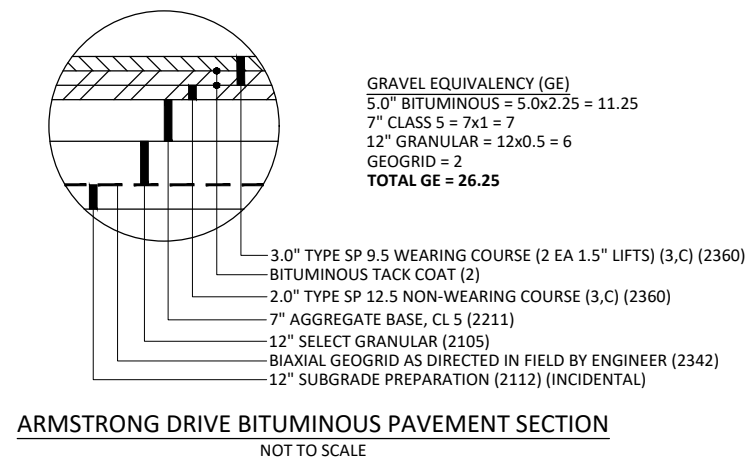 GRAVEL EQUIVALENCY (GE)
5.0" BITUMINOUS = 5.0x2.25 = 11.25
7" CLASS 5 = 7x1 = 7
12" GRANULAR = 12x0.5 = 6
GEOGRID = 2
TOTAL GE = 26.25
3.0" TYPE SP 9.5 WEARING COURSE (2 EA 1.5" LIFTS) (3,C) (2360)
BITUMINOUS TACK COAT (2)
2.0" TYPE SP 12.5 NON-WEARING COURSE (3,C) (2360)
7" AGGREGATE BASE, CL 5 (2211)
12" SELECT GRANULAR (2105)
BIAXIAL GEOGRID AS DIRECTED IN FIELD BY ENGINEER (2342)
12" SUBGRADE PREPARATION (2112) (INCIDENTAL)
ARMSTRONG DRIVE BITUMINOUS PAVEMENT SECTION
NOT TO SCALE